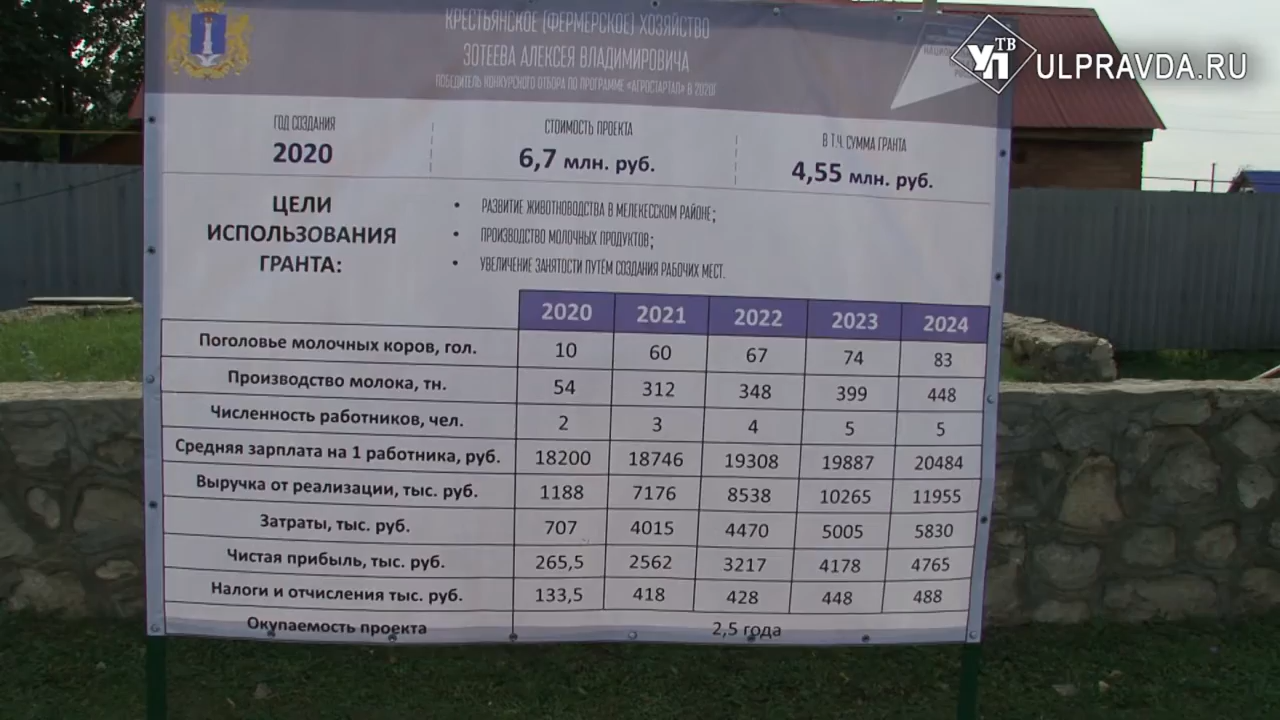 КРЕСТЬЯНСКОЕ (ФЕРМЕРСКОЕ) ХОЗЯЙСТВО
ЗОТЕЕВА АЛЕКСЕЯ ВЛАДИМИРОВИЧА
ПОБЕДИТЕЛЬ КОНКУРСНОГО ОТБОРА ПО ПРОГРАММЕ «АГРОСТАРТАП» В 2020Г
УП ТВ ULPRAVDA.RU
ГОД СОЗДАНИЯ
2020
СТОИМОСТЬ ПРОЕКТА
6,7 млн. руб.
В Т.Ч. СУММА ГРАНТА
4,55 млн. руб.
ЦЕЛИ
ИСПОЛЬЗОВАНИЯ
ГРАНТА:
• РАЗВИТИЕ ЖИВОТНОВОДСТВА В МЕЛЕКЕССКОМ РАЙОНЕ;
• ПРОИЗВОДСТВО МОЛОЧНЫХ ПРОДУКТОВ;
• УВЕЛИЧЕНИЕ ЗАНЯТОСТИ ПУТЁМ СОЗДАНИЯ РАБОЧИХ МЕСТ.
2020 2021 2022 2023 2024
Поголовье молочных коров, гол. 10 60 67 74 83
Производство молока, тн. 54 312 348 399 448
Численность работников, чел. 2 3 4 5 5
Средняя зарплата на 1 работника, руб. 18200 18746 19308 19887 20484
Выручка от реализации, тыс. руб. 1188 7176 8538 10265 11955
Затраты, тыс. руб. 707 4015 4470 5005 5830
Чистая прибыль, тыс. руб. 265,5 2562 3217 4178 4765
Налоги и отчисления тыс. руб. 133,5 418 428 448 488
Окупаемость проекта 2,5 года